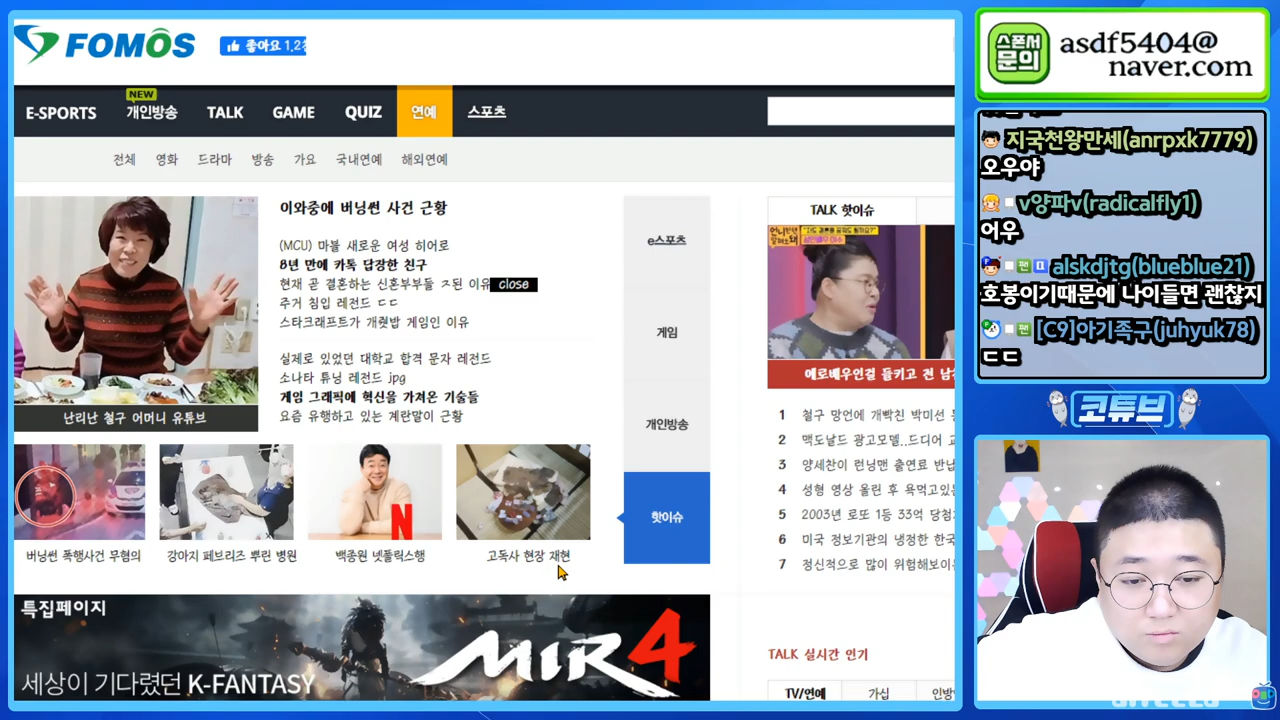 FOMOS
좋아요 1,2천
E-SPORTS
NEW
개인방송
TALK
GAME
QUIZ
연예
스포츠
전체
영화
드라마
방송
가요
국내연예
해외연예
난리난 철구 어머니 유튜브
이와중에 버닝썬 사건 근황
(MCU) 마블 새로운 여성 히어로
8년 만에 카톡 답장한 친구
현재 곧 결혼하는 신혼부부들 ㅈ된 이유
close
주거 침입 레전드 ㄷㄷ
스타크래프트가 개컷밥 게임인 이유
실제로 있었던 대학교 합격 문자 레전드
소나타 튜닝 레전드 jpg
게임 그래픽에 혁신을 가져온 기술들
요즘 유행하고 있는 계란말이 근황
e스포츠
게임
개인방송
핫이슈
버닝썬 폭행사건 무혐의
강아지 페브리즈 뿌린 병원
N
백종원 넷플릭스행
고독사 현장 재현
특집페이지
세상이 기다렸던 K-FANTASY
MIR4
TALK 핫이슈
언니한텐
말해도돼
에로배우인걸 들키고 전 남
1 철구 망언에 개빡친 박미선
2 맥도날드 광고모델..드디어 교
3 양세찬이 런닝맨 출연료 반납
4 성형 영상 올린 후 욕먹고있
5 2003년 로또 1등 33억 당첨
6 미국 정보기관의 냉정한 한국
7 정신적으로 많이 위험해보이
TALK 실시간 인기
TV/연예
가십
인방
스폰서
문의
asdf5404@
naver.com
지국천왕만세(anrpxk7779)
오우야
v양파v(radicalfly1)
어우
팬
alskdjtg(blueblue21)
호봉이기때문에 나이들면 괜찮지
팬
[C9]아기족구(juhyuk78)
ㄷㄷ
코튜브